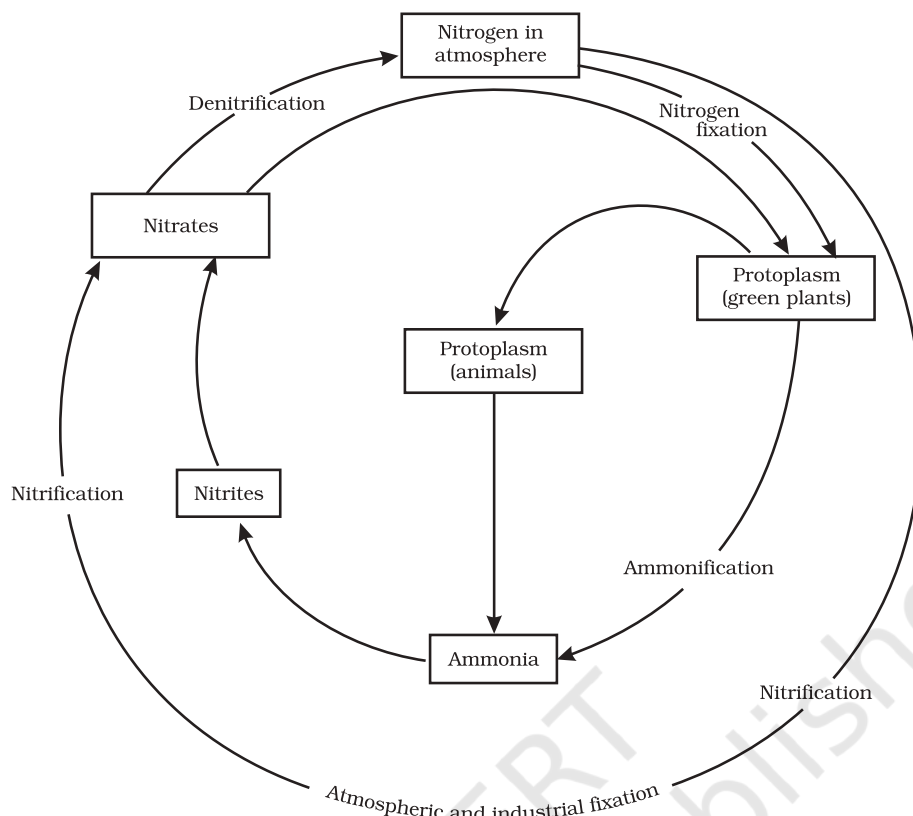 Nitrogen in
atmosphere
Denitrification
Nitrogen
fixation
Nitrates
Protoplasm
(green plants)
Protoplasm
(animals)
Nitrification
Nitrites
Ammonification
Ammonia
Nitrification
Atmospheric and industrial fixation